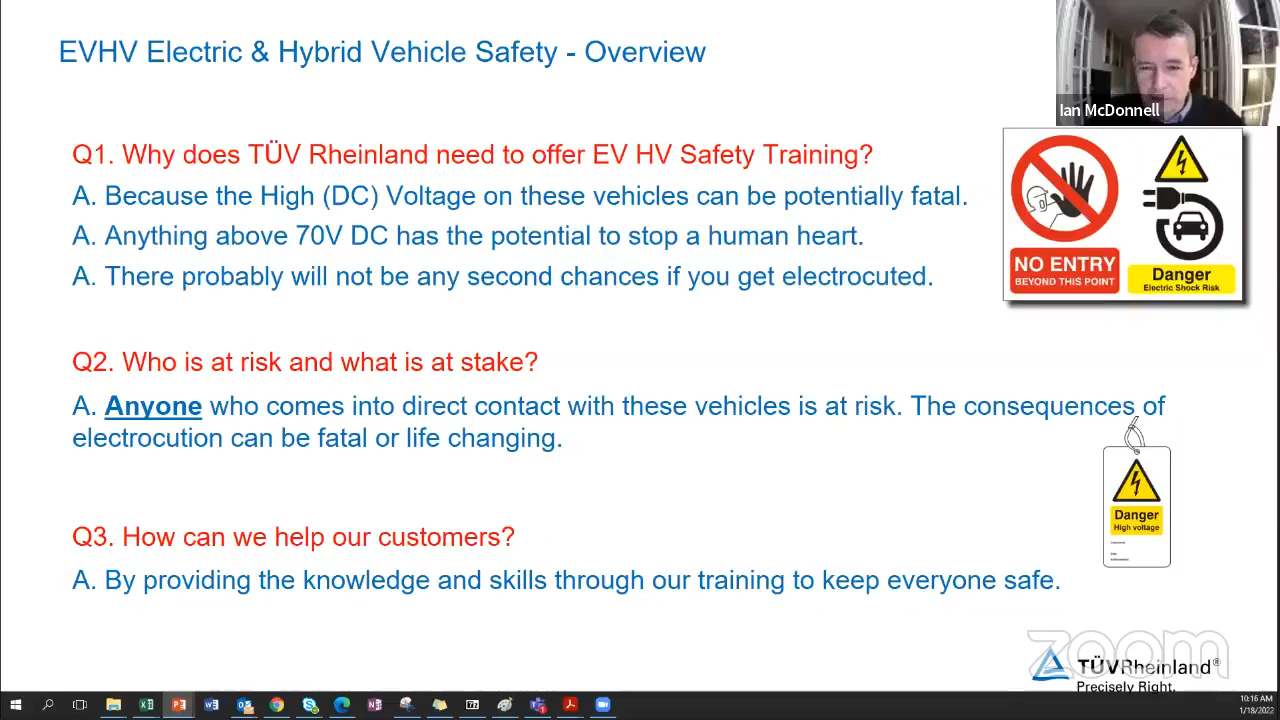 EVHV Electric & Hybrid Vehicle Safety - Overview
Ian McDonnell
Q1. Why does TÜV Rheinland need to offer EV HV Safety Training?
A. Because the High (DC) Voltage on these vehicles can be potentially fatal.
A. Anything above 70V DC has the potential to stop a human heart.
A. There probably will not be any second chances if you get electrocuted.
NO ENTRY
BEYOND THIS POINT
Danger
Electric Shock Risk
Q2. Who is at risk and what is at stake?
A. Anyone who comes into direct contact with these vehicles is at risk. The consequences of
electrocution can be fatal or life changing.
Danger
High voltage
Q3. How can we help our customers?
A. By providing the knowledge and skills through our training to keep everyone safe.
zoom
TÜVRheinland®
Precisely Right.
10:16 AM
1/18/2022